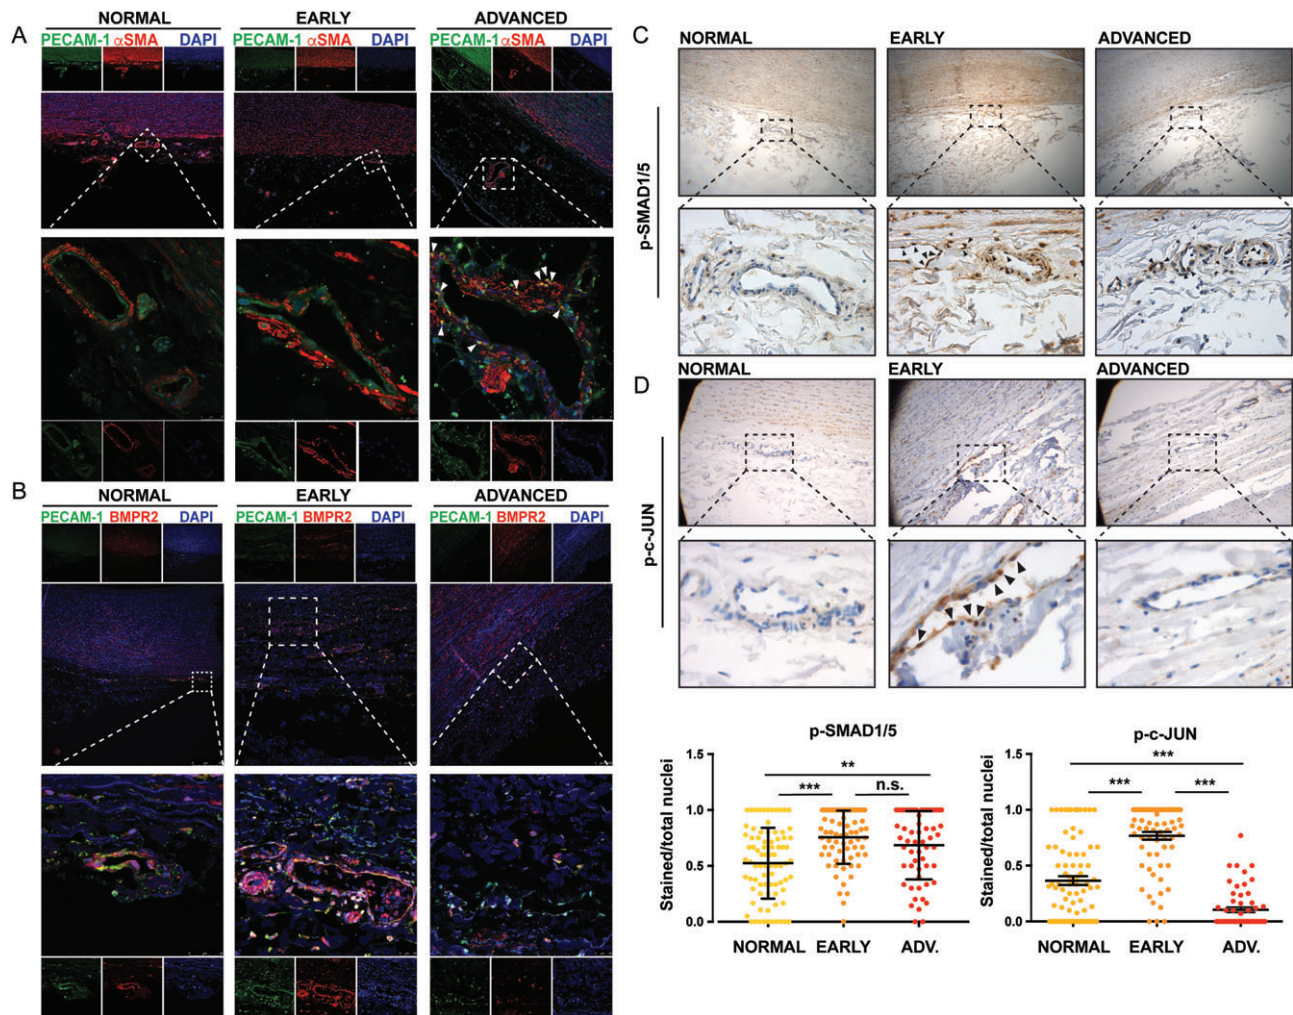 A
NORMAL EARLY ADVANCED
PECAM-1 αSMA DAPI PECAM-1 αSMA DAPI PECAM-1 αSMA DAPI
B
NORMAL EARLY ADVANCED
PECAM-1 BMPR2 DAPI PECAM-1 BMPR2 DAPI PECAM-1 BMPR2 DAPI
C
NORMAL EARLY ADVANCED
p-SMAD1/5
D
NORMAL EARLY ADVANCED
p-c-JUN
p-SMAD1/5
Stained/total nuclei
1.5
1.0
0.5
0.0
**
***
n.s.
NORMAL EARLY ADV.
p-c-JUN
Stained/total nuclei
1.5
1.0
0.5
0.0
***
*** ***
NORMAL EARLY ADV.